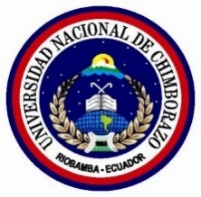 UNIVERSIDAD NACIONAL DE CHIMBORAZO
RIOBAMBA - ECUADOR